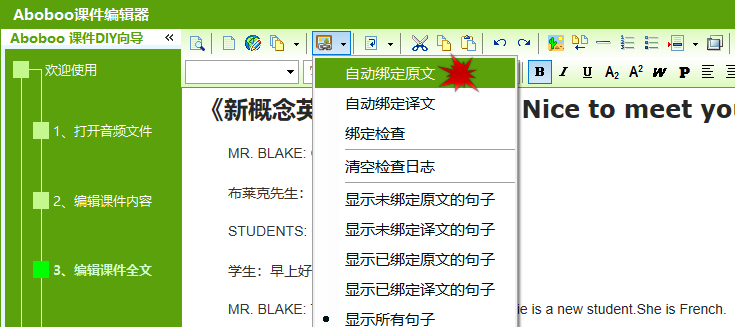 Aboboo课件编辑器
Aboboo 课件DIY向导
欢迎使用
1、打开音频文件
2、编辑课件内容
3、编辑课件全文
B I U A2 A2 W P
自动绑定原文
自动绑定译文
绑定检查
清空检查日志
显示未绑定原文的句子
显示未绑定译文的句子
显示已绑定原文的句子
显示已绑定译文的句子
显示所有句子
《新概念英 Nice to meet you
MR. BLAKE:
布莱克先生:
STUDENTS:
学生: 早上好
MR. BLAKE: ie is a new student.She is French.